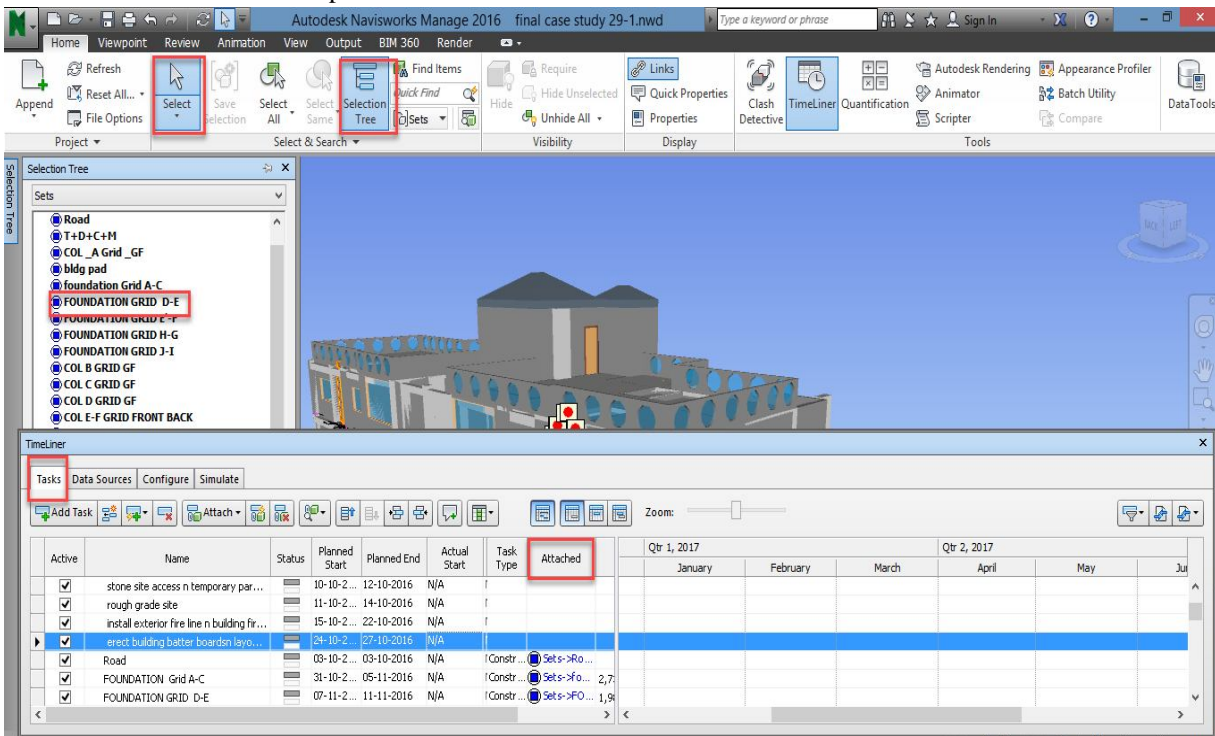 Autodesk Navisworks Manage 2016 final case study 29-1.nwd Type a keyword or phrase Sign In
Home Viewpoint Review Animation View Output BIM 360 Render
Append
Refresh
Reset All...
File Options
Project
Select
Save Selection
Select All
Select Same
Selection Tree
Find Items
Quick Find
Sets
Select & Search
Hide
Require
Hide Unselected
Unhide All
Visibility
Links
Quick Properties
Properties
Display
Clash Detective
TimeLiner
Quantification
Autodesk Rendering
Animator
Scripter
Appearance Profiler
Batch Utility
Compare
DataTools
Tools
Selection Tree
Selection Tree
Sets
Road
T+D+C+M
COL _A Grid _GF
bldg pad
foundation Grid A-C
FOUNDATION GRID D-E
FOUNDATION GRID E'-F
FOUNDATION GRID H-G
FOUNDATION GRID J-I
COL B GRID GF
COL C GRID GF
COL D GRID GF
COL E-F GRID FRONT BACK
TimeLiner
Tasks Data Sources Configure Simulate
Add Task Attach Zoom:
Active Name Status Planned Start Planned End Actual Start Task Type Attached
Qtr 1, 2017 Qtr 2, 2017
January February March April May
stone site access n temporary par... 10-10-2... 12-10-2016 N/A
rough grade site 11-10-2... 14-10-2016 N/A
install exterior fire line n building fir... 15-10-2... 22-10-2016 N/A
erect building batter boardsn layo... 24-10-2... 27-10-2016 N/A
Road 03-10-2... 03-10-2016 N/A Constr... Sets->Ro...
FOUNDATION Grid A-C 31-10-2... 05-11-2016 N/A Constr... Sets->fo...
FOUNDATION GRID D-E 07-11-2... 11-11-2016 N/A Constr... Sets->FO...